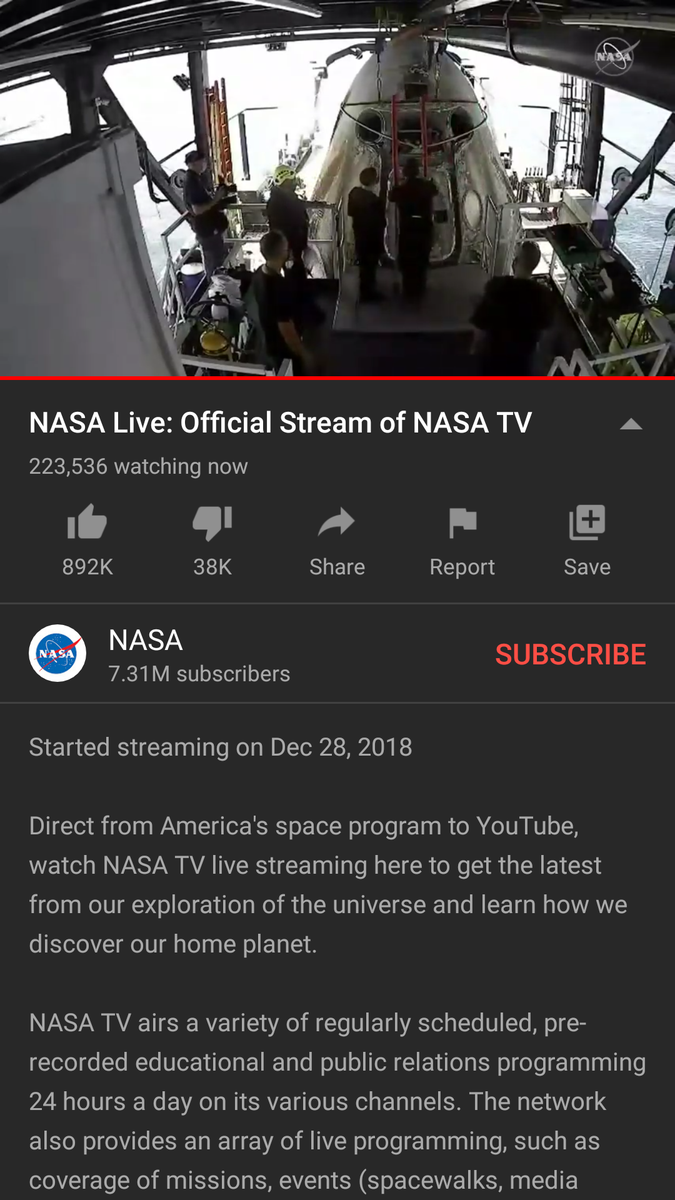 NASA
NASA Live: Official Stream of NASA TV
223,536 watching now
892K
38K
Share
Report
Save
NASA
NASA
7.31M subscribers
SUBSCRIBE
Started streaming on Dec 28, 2018
Direct from America's space program to YouTube,
watch NASA TV live streaming here to get the latest
from our exploration of the universe and learn how we
discover our home planet.
NASA TV airs a variety of regularly scheduled, pre-
recorded educational and public relations programming
24 hours a day on its various channels. The network
also provides an array of live programming, such as
coverage of missions, events (spacewalks, media